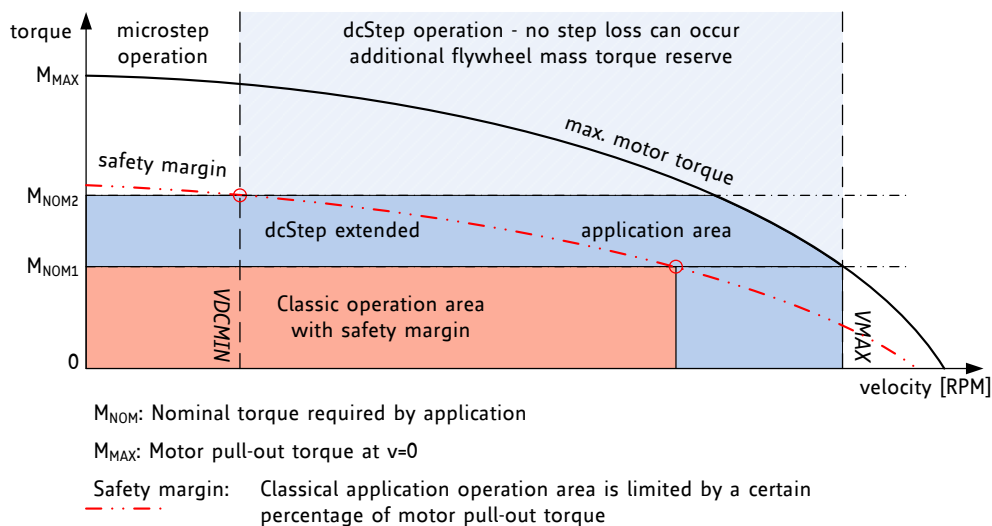 torque
microstep
operation
dcStep operation - no step loss can occur
additional flywheel mass torque reserve
MMAX
max. motor torque
safety margin
MNOM2
dcStep extended
application area
MNOM1
Classic operation area
with safety margin
VDCMIN
VMAX
0
velocity [RPM]
MNOM: Nominal torque required by application
MMAX: Motor pull-out torque at v=0
Safety margin: Classical application operation area is limited by a certain
percentage of motor pull-out torque